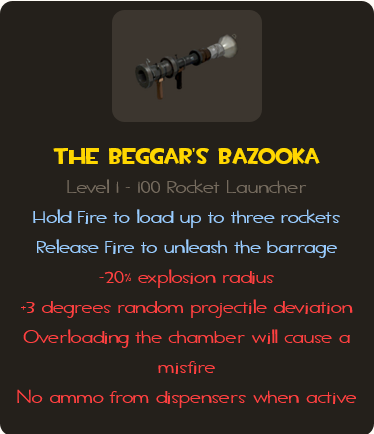 THE BEGGAR'S BAZOOKA
Level 1 - 100 Rocket Launcher
Hold Fire to load up to three rockets
Release Fire to unleash the barrage
-20% explosion radius
+3 degrees random projectile deviation
Overloading the chamber will cause a
misfire
No ammo from dispensers when active